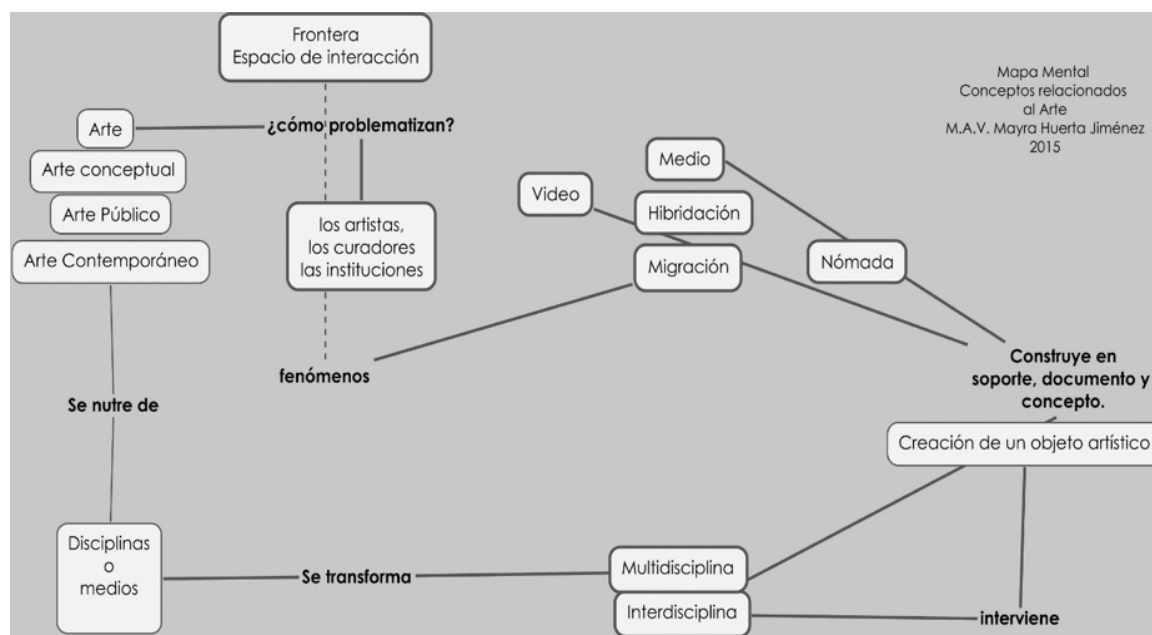 Frontera
Espacio de interacción
Mapa Mental
Conceptos relacionados
al Arte
M.A.V. Mayra Huerta Jiménez
2015
Arte
¿cómo problematizan?
Arte conceptual
Arte Público
Arte Contemporáneo
los artistas,
los curadores
las instituciones
Medio
Video
Hibridación
Migración
Nómada
fenómenos
Construye en
soporte, documento y
concepto.
Se nutre de
Creación de un objeto artístico
Disciplinas
o
medios
Se transforma
Multidisciplina
Interdisciplina
interviene